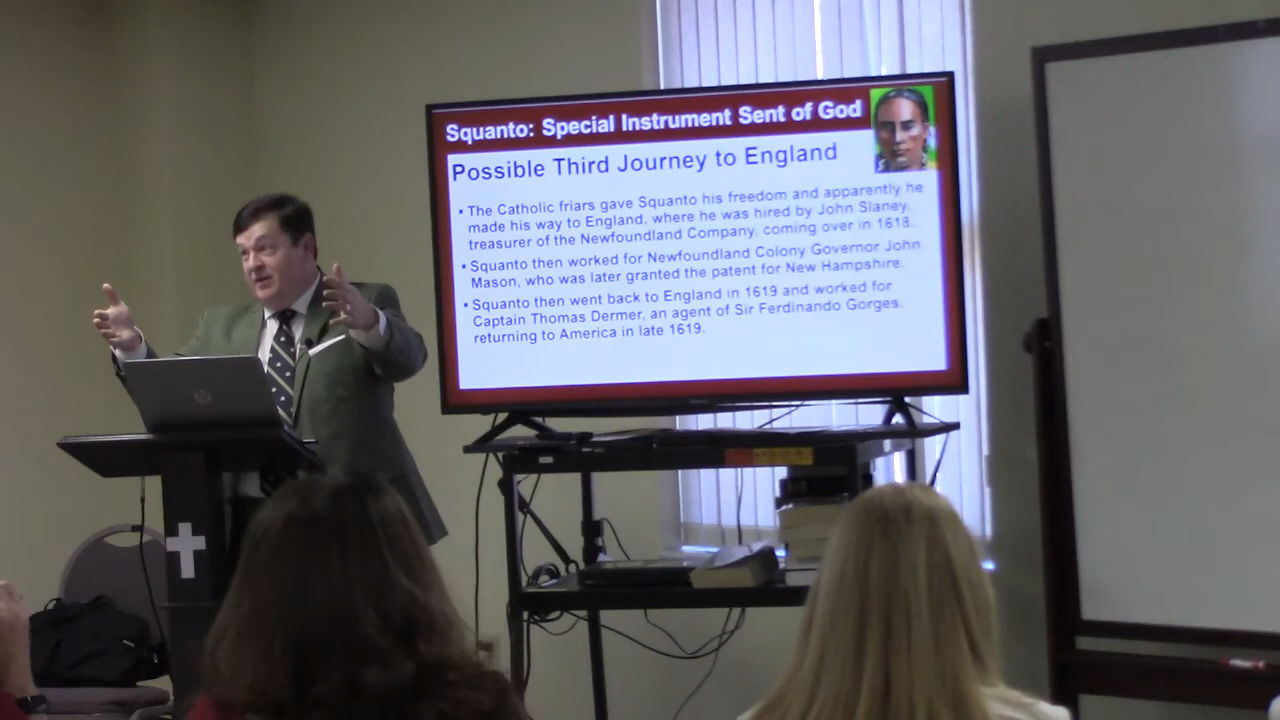 Squanto: Special Instrument Sent of God
Possible Third Journey to England
▪ The Catholic friars gave Squanto his freedom and apparently he
made his way to England, where he was hired by John Slaney,
treasurer of the Newfoundland Company, coming over in 1618.
▪ Squanto then worked for Newfoundland Colony Governor John
Mason, who was later granted the patent for New Hampshire.
▪ Squanto then went back to England in 1619 and worked for
Captain Thomas Dermer, an agent of Sir Ferdinando Gorges,
returning to America in late 1619.
hp